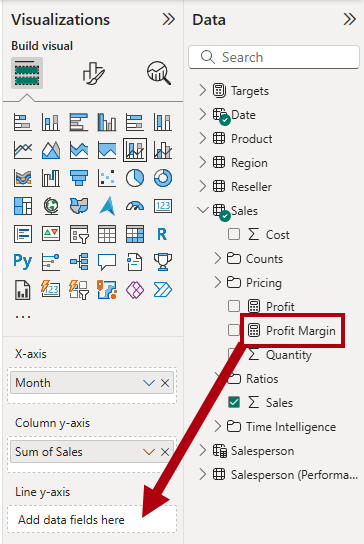 Visualizations
Build visual
123
R
Py
...
X-axis
Month
Column y-axis
Sum of Sales
Line y-axis
Add data fields here
Data
Search
Targets
Date
Product
Region
Reseller
Sales
Cost
Counts
Pricing
Profit
Profit Margin
Quantity
Ratios
Sales
Time Intelligence
Salesperson
Salesperson (Performa...